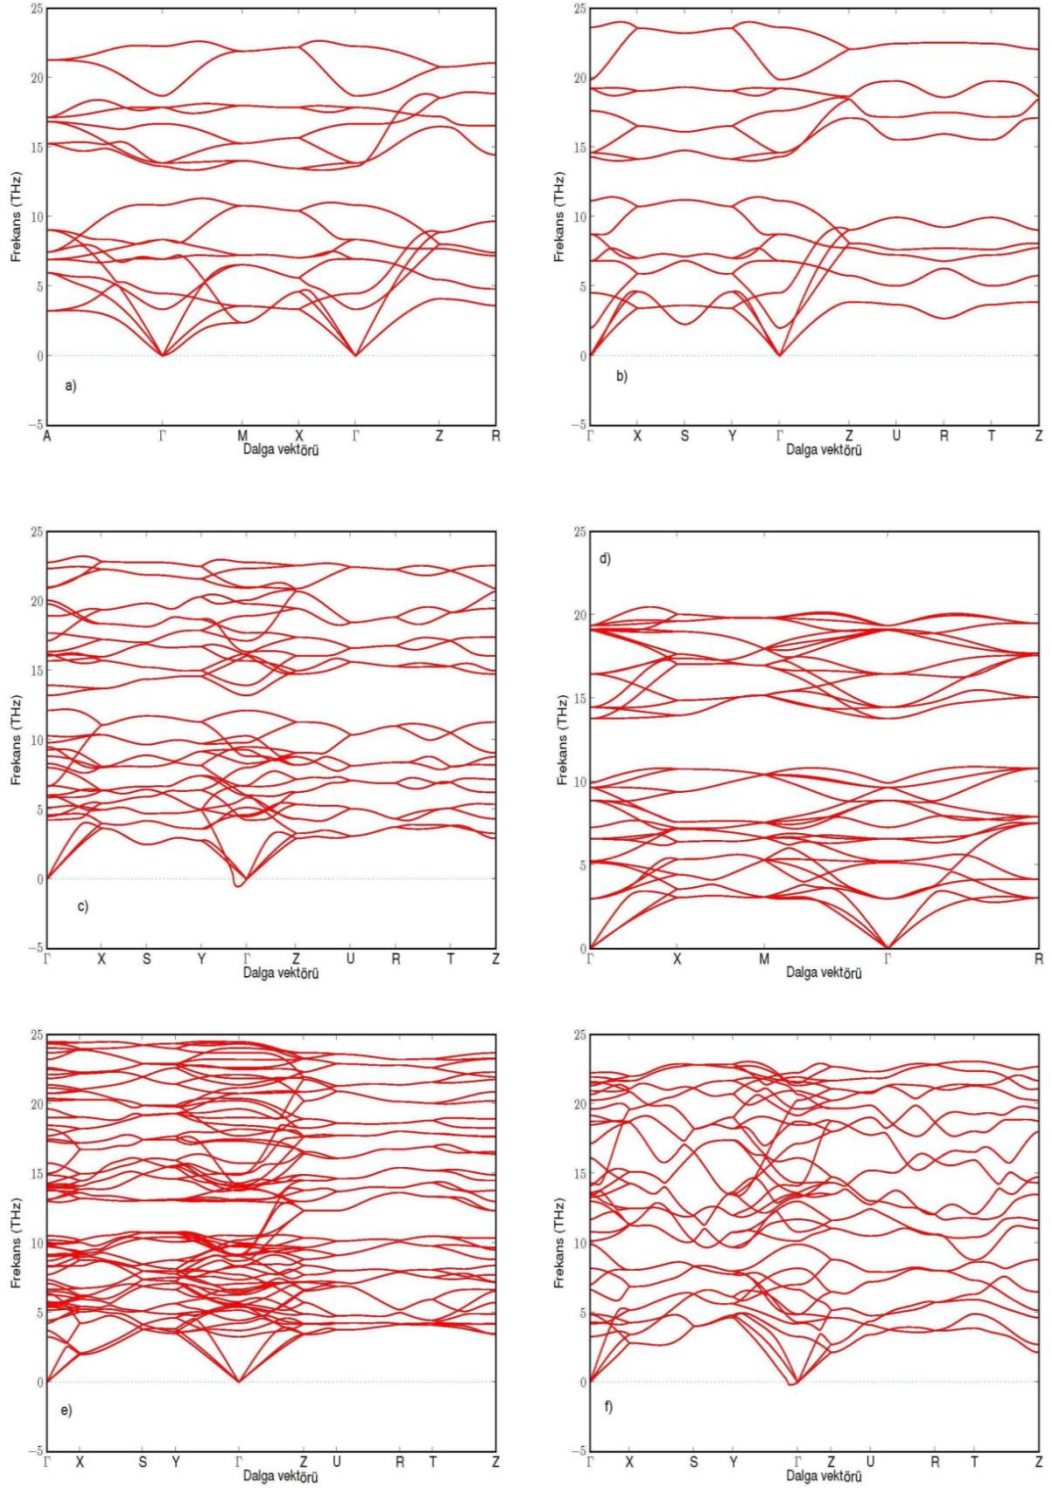 25
20
15
10
5
0
−5
Frekans (THz)
a)
A Γ M X Γ Z R
Dalga vektörü
25
20
15
10
5
0
−5
Frekans (THz)
b)
Γ X S Y Γ Z U R T Z
Dalga vektörü
25
20
15
10
5
0
−5
Frekans (THz)
c)
Γ X S Y Γ Z U R T Z
Dalga vektörü
d)
25
20
15
10
5
0
Frekans (THz)
Γ X M Γ R
Dalga vektörü
25
20
15
10
5
0
−5
Frekans (THz)
e)
Γ X S Y Γ Z U R T Z
Dalga vektörü
25
20
15
10
5
0
−5
Frekans (THz)
f)
Γ X S Y Γ Z U R T Z
Dalga vektörü